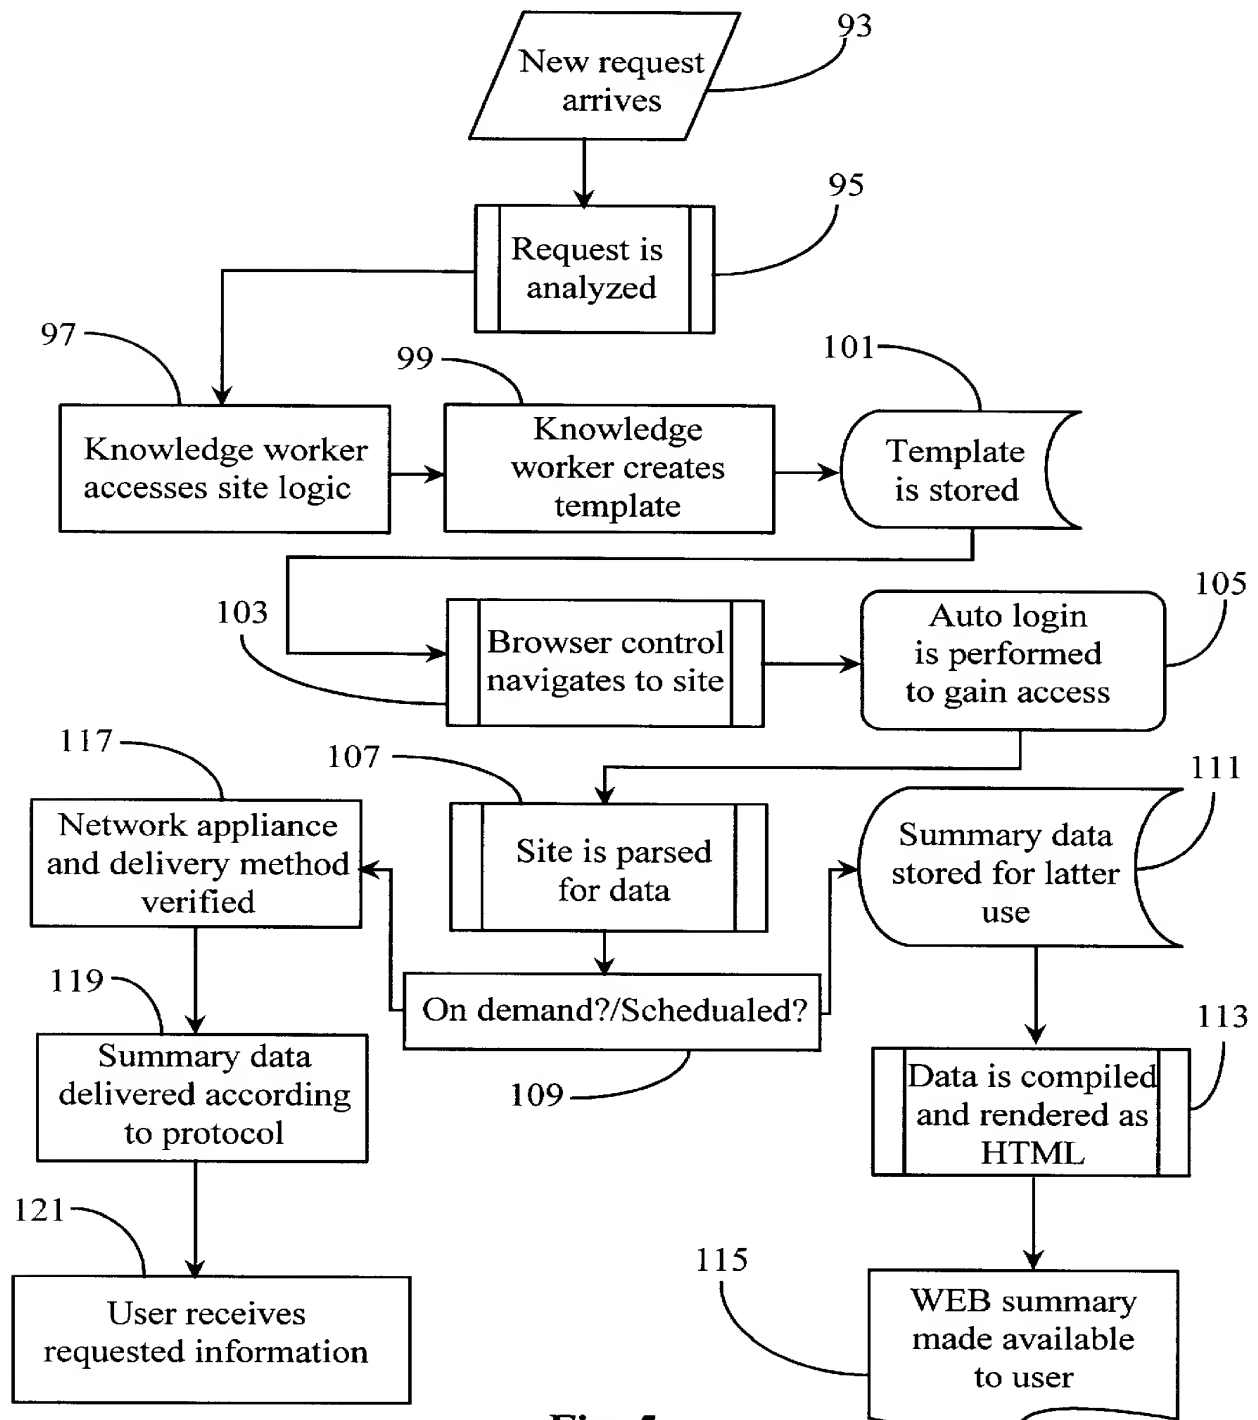 93
New request
arrives
95
Request is
analyzed
97
Knowledge worker
accesses site logic
99
Knowledge
worker creates
template
101
Template
is stored
103
Browser control
navigates to site
105
Auto login
is performed
to gain access
107
Site is parsed
for data
109
On demand?/Schedualed?
111
Summary data
stored for latter
use
113
Data is compiled
and rendered as
HTML
115
WEB summary
made available
to user
117
Network appliance
and delivery method
verified
119
Summary data
delivered according
to protocol
121
User receives
requested information